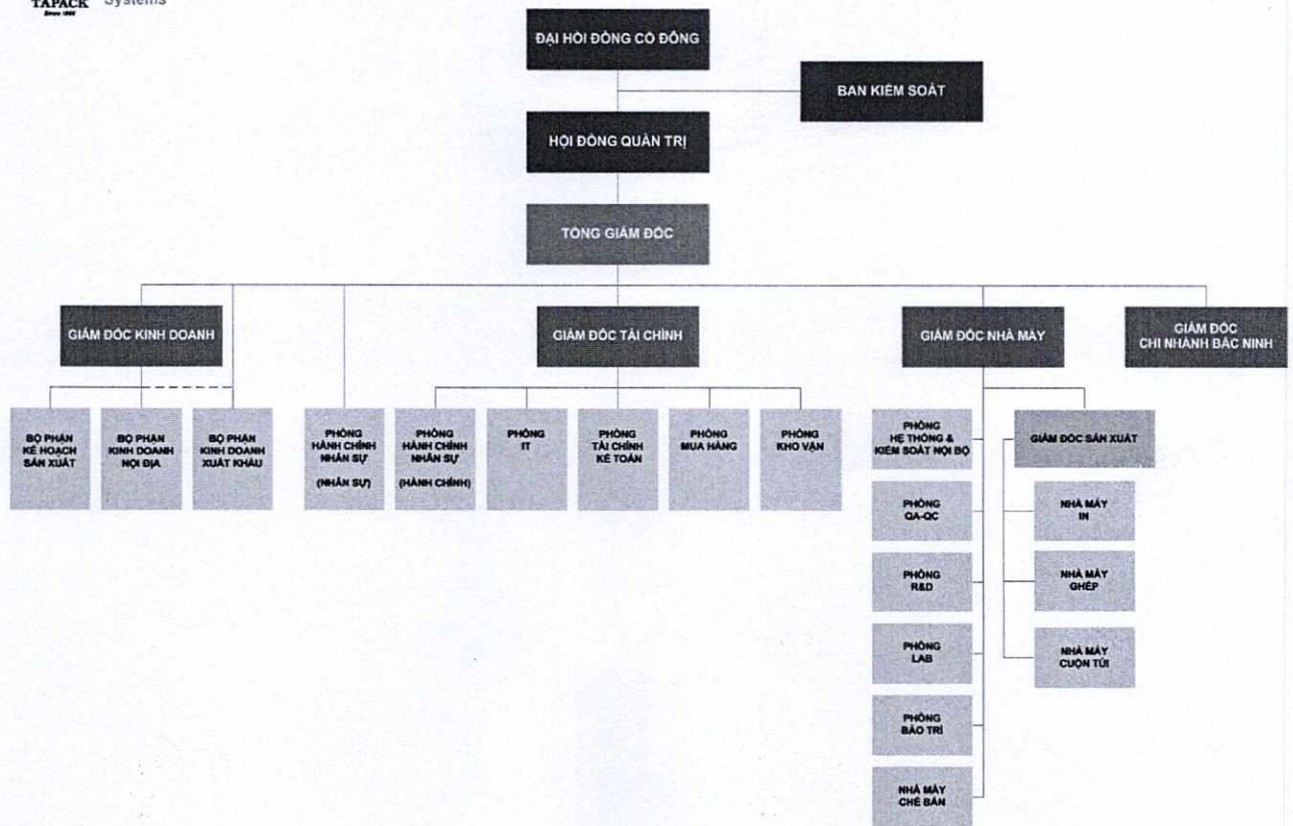 TAPACK
Since 1986
Systems
ĐẠI HỘI ĐỒNG CỔ ĐÔNG
BAN KIỂM SOÁT
HỘI ĐỒNG QUẢN TRỊ
TỔNG GIÁM ĐỐC
GIÁM ĐỐC KINH DOANH
GIÁM ĐỐC TÀI CHÍNH
GIÁM ĐỐC NHÀ MÁY
GIÁM ĐỐC
CHI NHÁNH BẮC NINH
BỘ PHẬN
KẾ HOẠCH
SẢN XUẤT
BỘ PHẬN
KINH DOANH
NỘI ĐỊA
BỘ PHẬN
KINH DOANH
XUẤT KHẨU
PHÒNG
HÀNH CHÍNH
NHÂN SỰ
(NHÂN SỰ)
PHÒNG
HÀNH CHÍNH
NHÂN SỰ
(HÀNH CHÍNH)
PHÒNG
IT
PHÒNG
TÀI CHÍNH
KẾ TOÁN
PHÒNG
MUA HÀNG
PHÒNG
KHO VẬN
PHÒNG
HỆ THỐNG &
KIỂM SOÁT NỘI BỘ
PHÒNG
QA-QC
PHÒNG
R&D
PHÒNG
LAB
PHÒNG
BẢO TRÌ
NHÀ MÁY
CHẾ BẢN
GIÁM ĐỐC SẢN XUẤT
NHÀ MÁY
IN
NHÀ MÁY
GHÉP
NHÀ MÁY
CUỘN TÚI